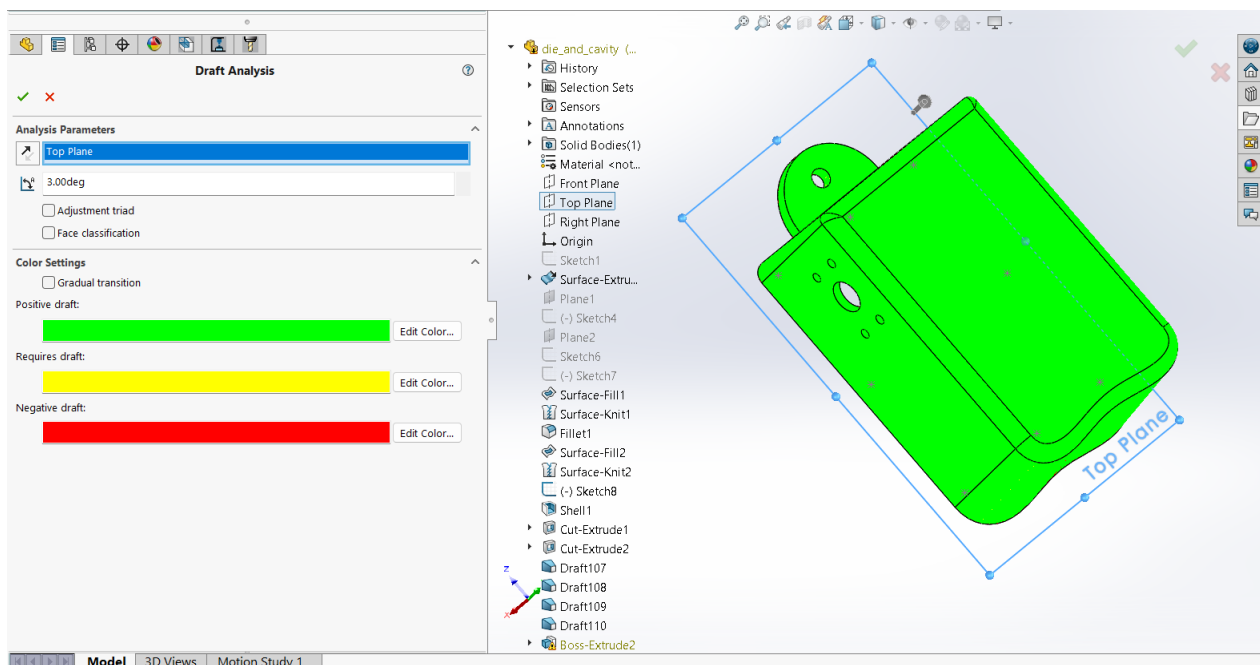 Draft Analysis
Analysis Parameters
Top Plane
3.00deg
Adjustment triad
Face classification
Color Settings
Gradual transition
Positive draft:
Edit Color...
Requires draft:
Edit Color...
Negative draft:
Edit Color...
die_and_cavity (...
History
Selection Sets
Sensors
Annotations
Solid Bodies(1)
Material <not...
Front Plane
Top Plane
Right Plane
Origin
Sketch1
Surface-Extru...
Plane1
(-) Sketch4
Plane2
Sketch6
(-) Sketch7
Surface-Fill1
Surface-Knit1
Fillet1
Surface-Fill2
Surface-Knit2
(-) Sketch8
Shell1
Cut-Extrude1
Cut-Extrude2
Draft107
Draft108
Draft109
Draft110
Boss-Extrude2
Top Plane
z
x
Model 3D Views Motion Study 1